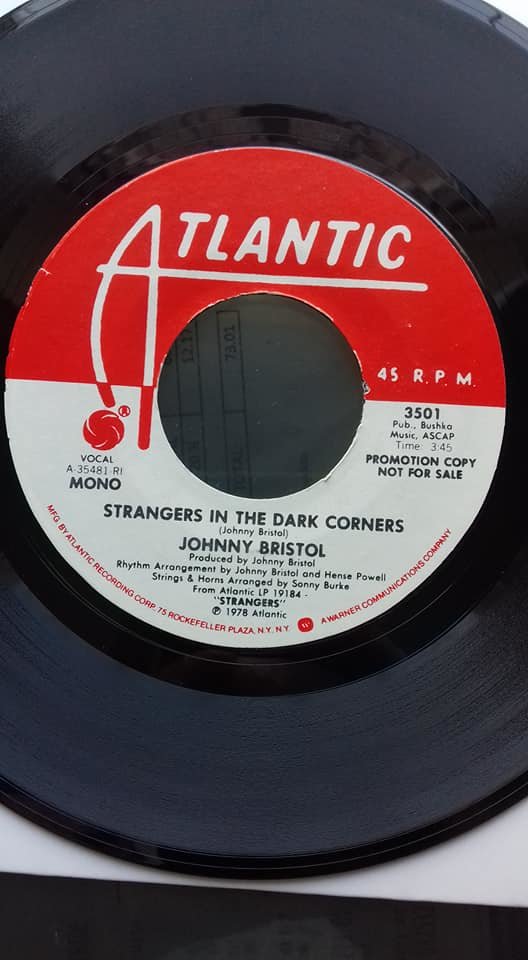 ATLANTIC
45 R.P.M.
®
VOCAL
A-35481-RI
MONO
3501
Pub., Bushka
Music, ASCAP
Time: 3:45
PROMOTION COPY
NOT FOR SALE
STRANGERS IN THE DARK CORNERS
(Johnny Bristol)
JOHNNY BRISTOL
Produced by Johnny Bristol
Rhythm Arrangement by Johnny Bristol and Hense Powell
Strings & Horns Arranged by Sonny Burke
From Atlantic LP 19184 -
"STRANGERS"
℗ 1978 Atlantic
MFG BY ATLANTIC RECORDING CORP. 75 ROCKEFELLER PLAZA, N.Y. N.Y. A WARNER COMMUNICATIONS COMPANY
73.01